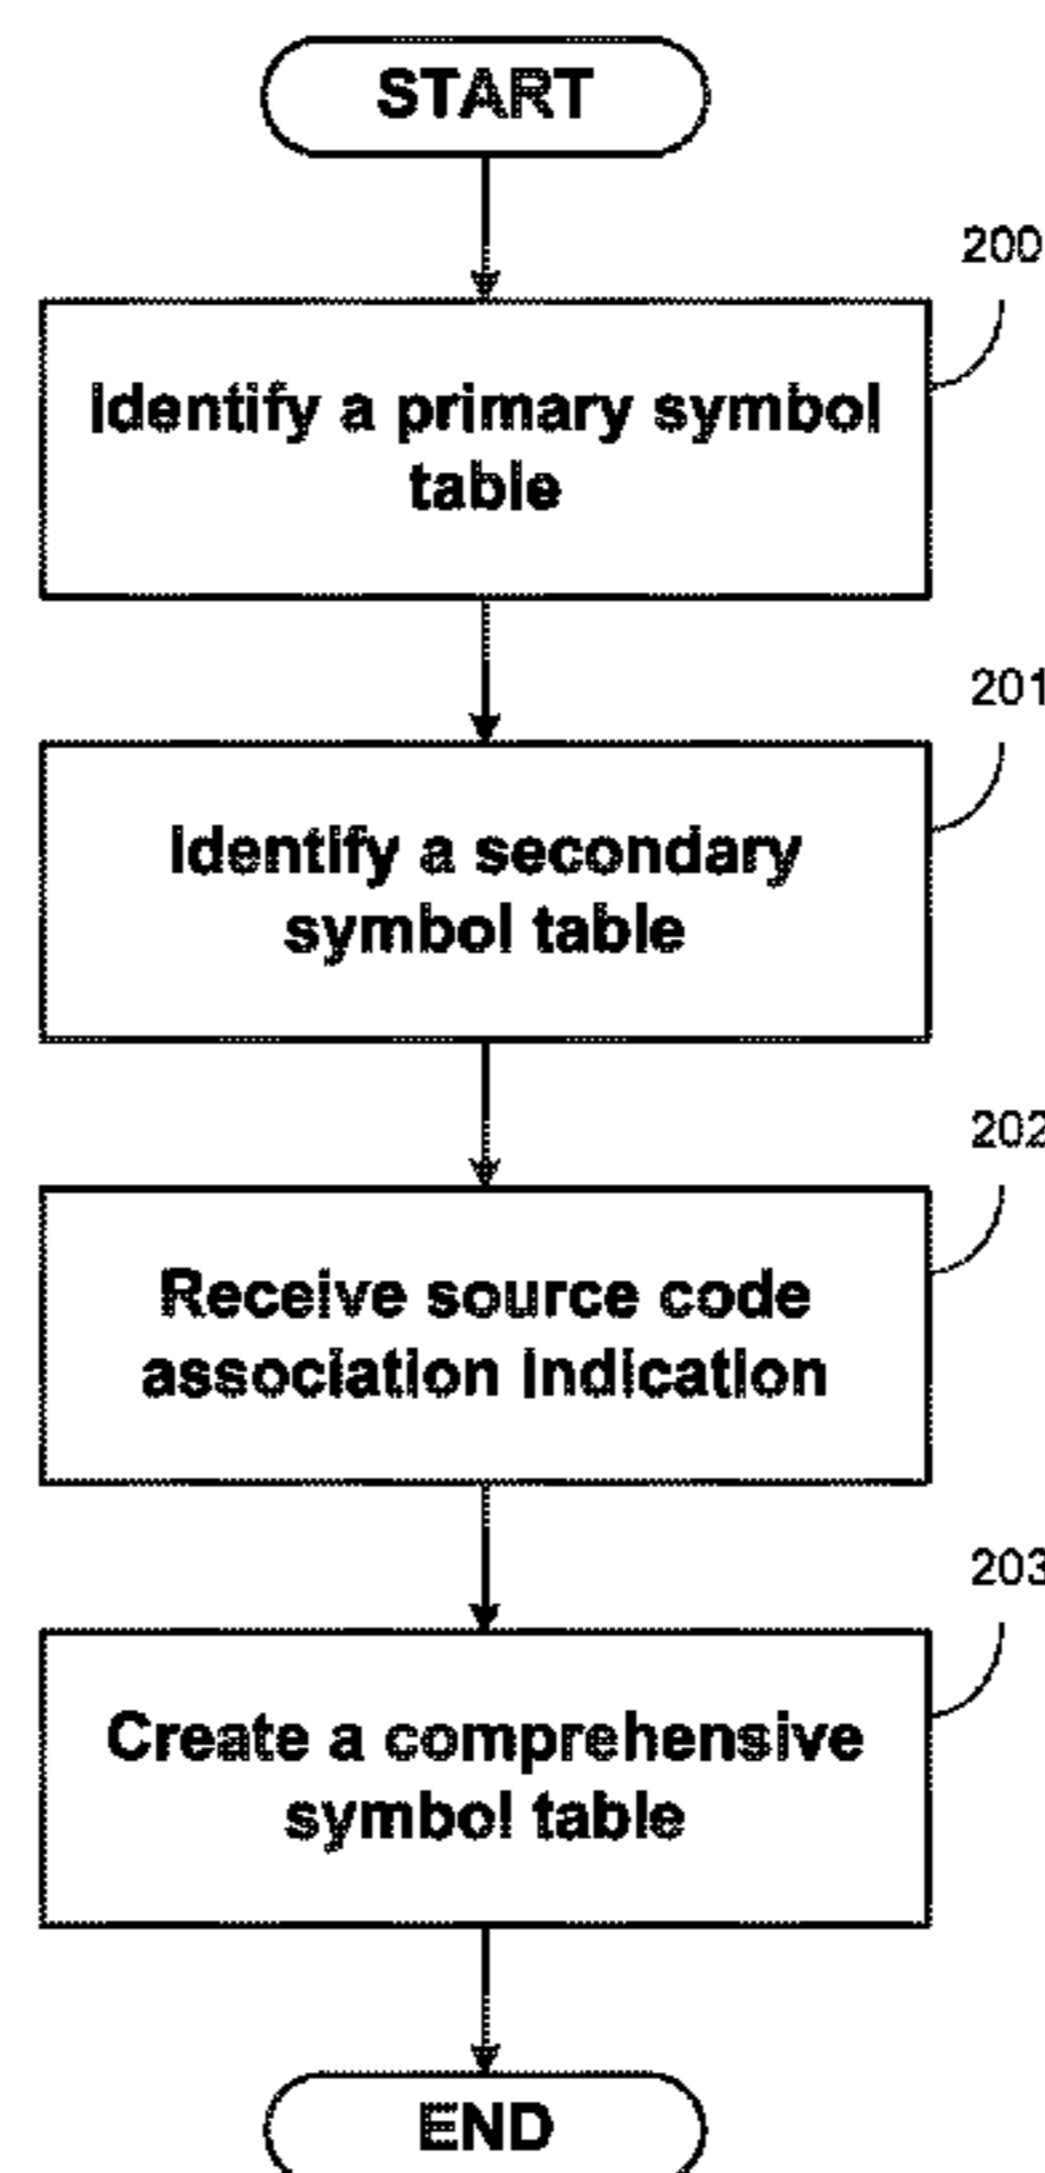 START
200
Identify a primary symbol
table
201
Identify a secondary
symbol table
202
Receive source code
association indication
203
Create a comprehensive
symbol table
END